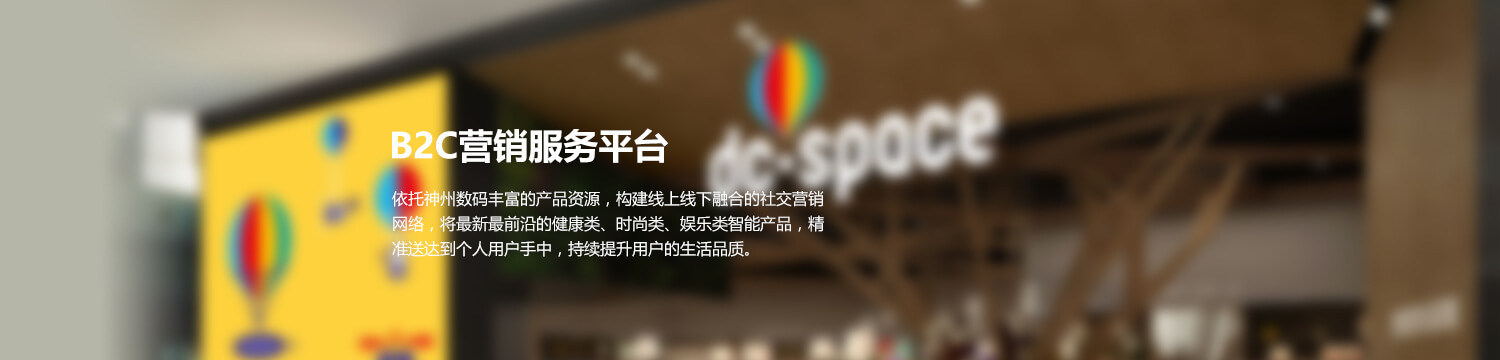 dc-space
B2C营销服务平台
依托神州数码丰富的产品资源，构建线上线下融合的社交营销
网络，将最新最前沿的健康类、时尚类、娱乐类智能产品，精
准送达到个人用户手中，持续提升用户的生活品质。